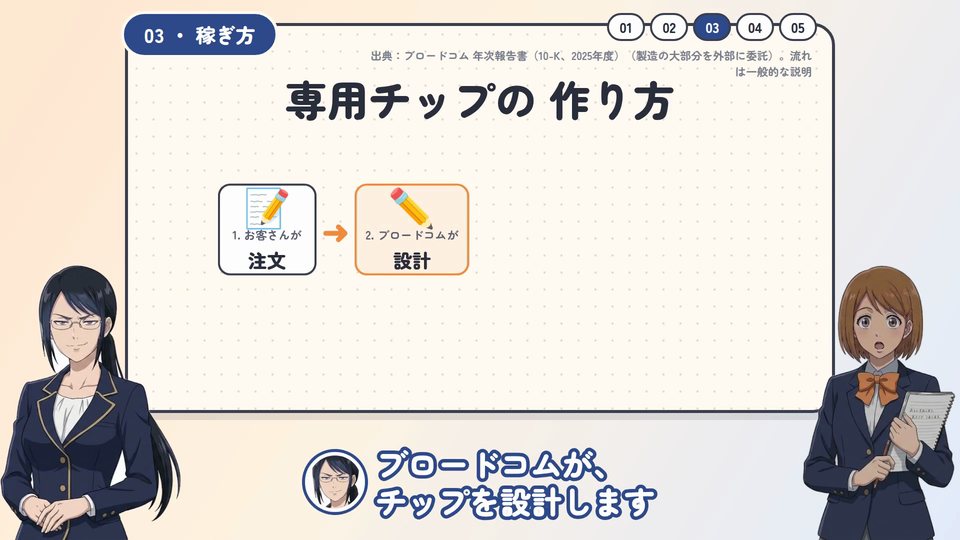 03 ・ 稼ぎ方
01 02 03 04 05
出典：ブロードコム 年次報告書（10-K、2025年度）（製造の大部分を外部に委託）。流れ
は一般的な説明
専用チップの 作り方
1. お客さんが
注文
2. ブロードコムが
設計
ブロードコムが、
チップを設計します